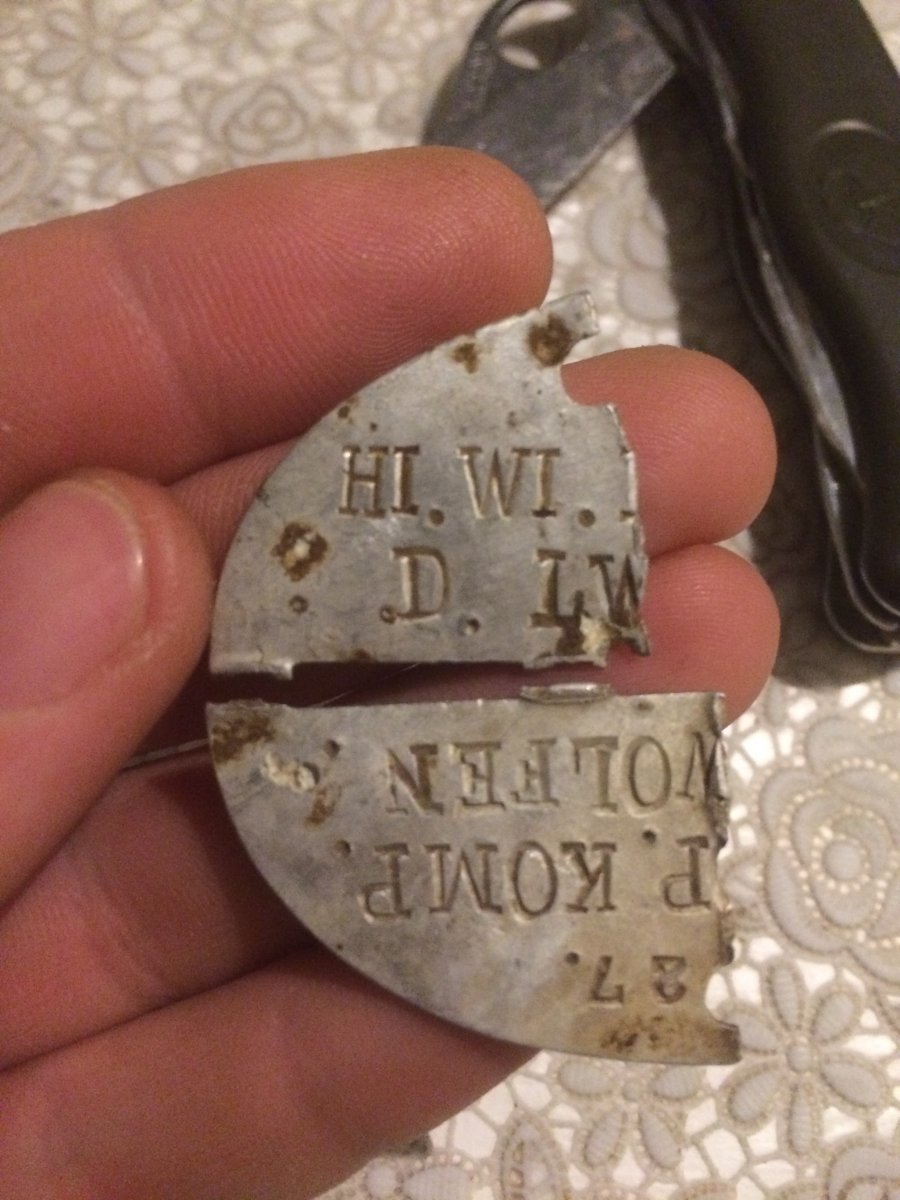 HI. WI.
D. LW
27.
P. KOMP.
WOLFEN